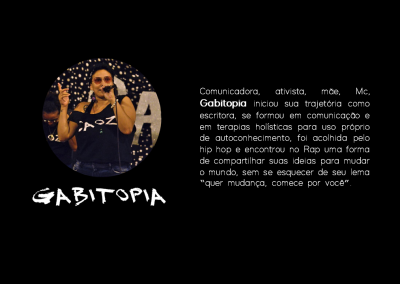 Comunicadora, ativista, mãe, Mc,
Gabitopia iniciou sua trajetória como
escritora, se formou em comunicação e
em terapias holísticas para uso próprio
de autoconhecimento, foi acolhida pelo
hip hop e encontrou no Rap uma forma
de compartilhar suas ideias para mudar
o mundo, sem se esquecer de seu lema
"quer mudança, comece por você".
GABITOPIA